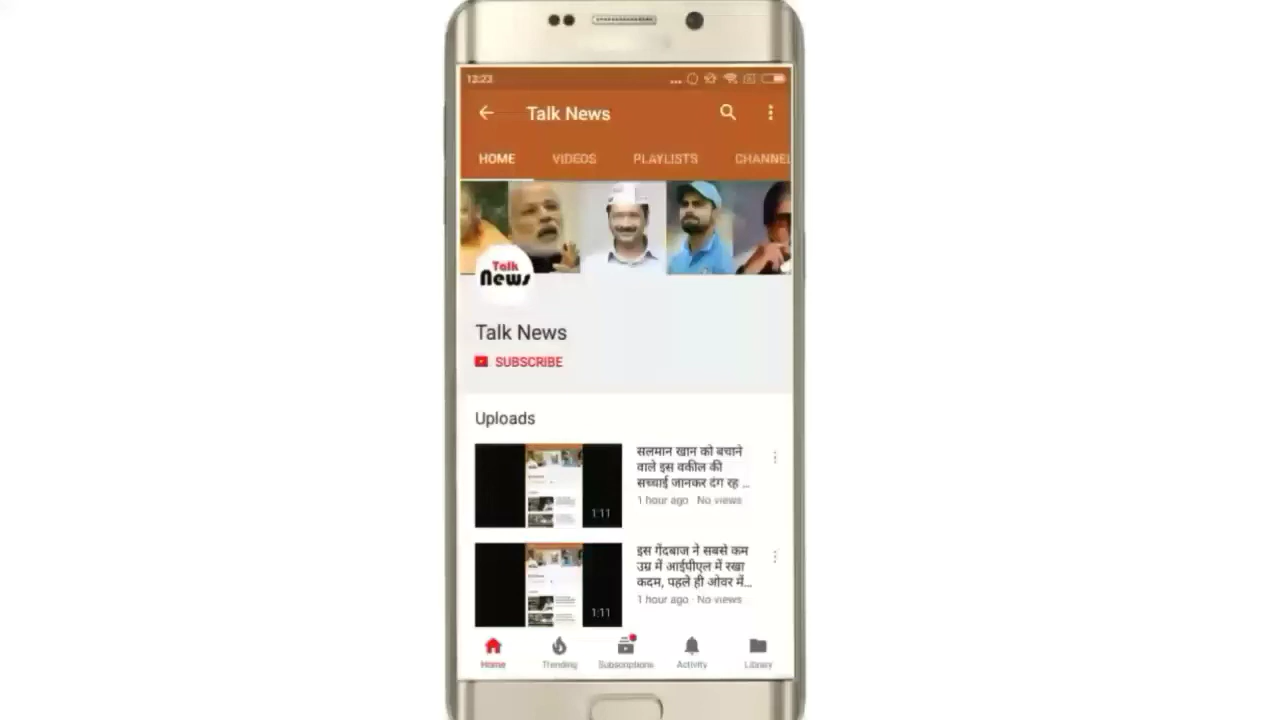 12:23
Talk News
HOME VIDEOS PLAYLISTS CHANNEL
Talk
News
Talk News
SUBSCRIBE
Uploads
सलमान खान को बचाने
वाले इस वकील की
सच्चाई जानकर दंग रह ...
1 hour ago · No views
1:11
इस गेंदबाज ने सबसे कम
उम्र में आईपीएल में रखा
कदम, पहले ही ओवर में...
1 hour ago · No views
1:11
Home Trending Subscriptions Activity Library